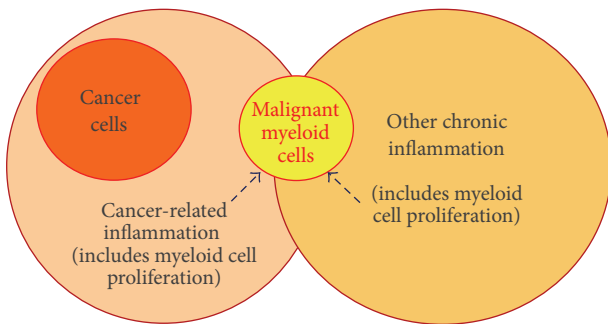 Cancer
cells
Malignant
myeloid
cells
Other chronic
inflammation
(includes myeloid
cell proliferation)
Cancer-related
inflammation
(includes myeloid cell
proliferation)